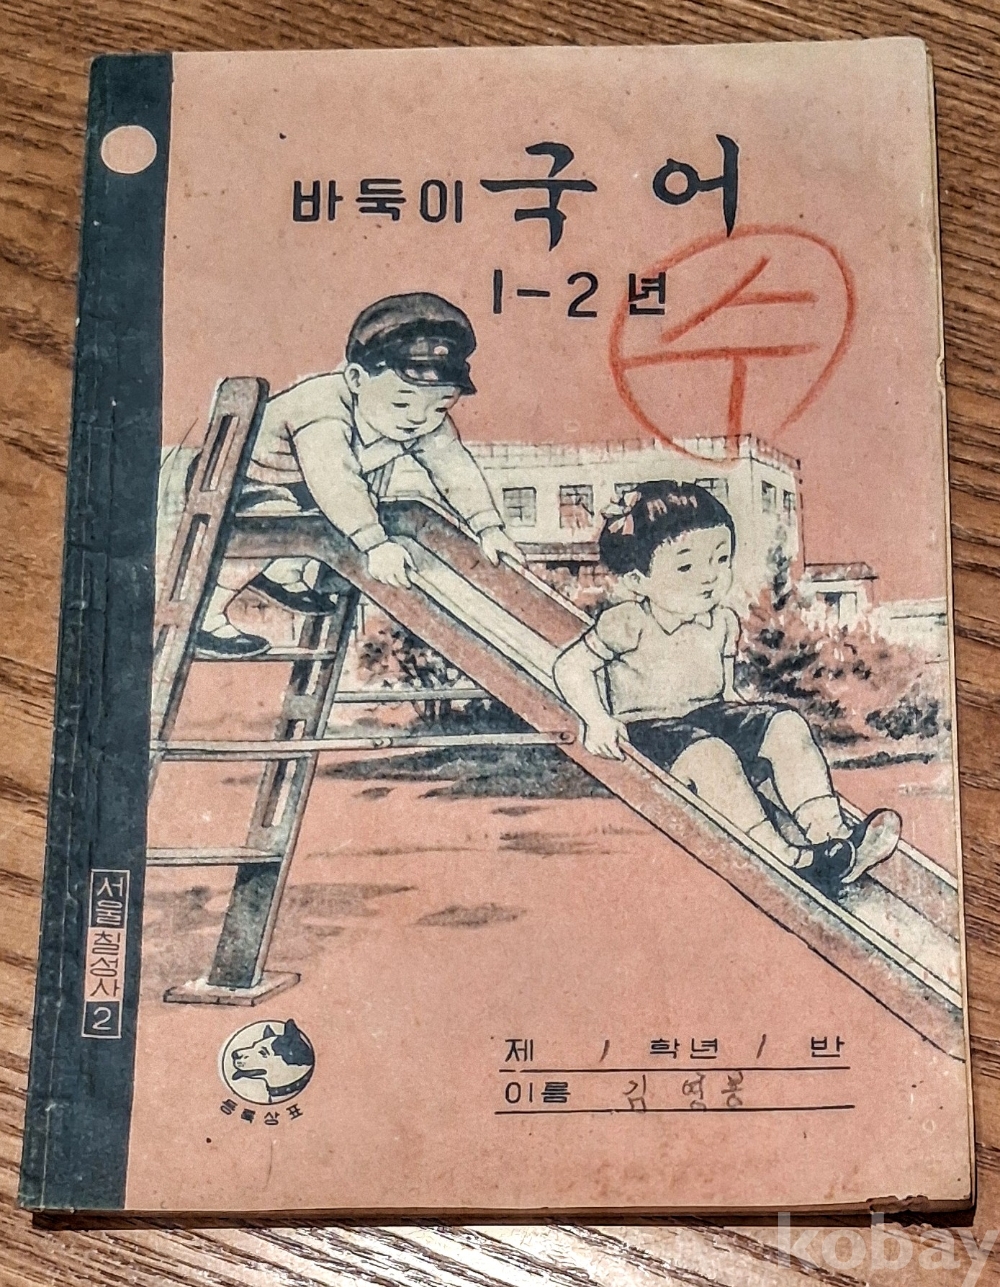 바둑이 국어
1-2년
수
서울칠성사2
등록상표
제 1 학년 1 반
이름 김영봉
kobay